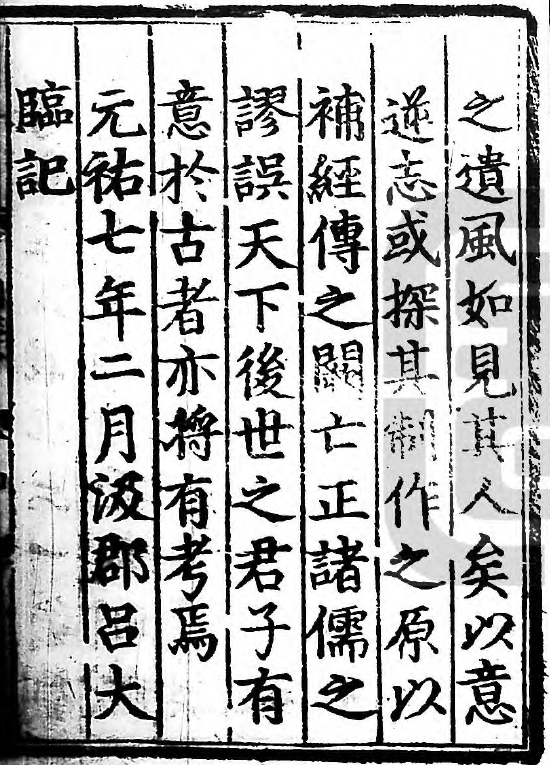 之遺風如見其人矣以意
逆志或探其制作之原以
補經傳之闕亡正諸儒之
謬誤天下後世之君子有
意於古者亦將有考焉
元祐七年二月汲郡呂大
臨記